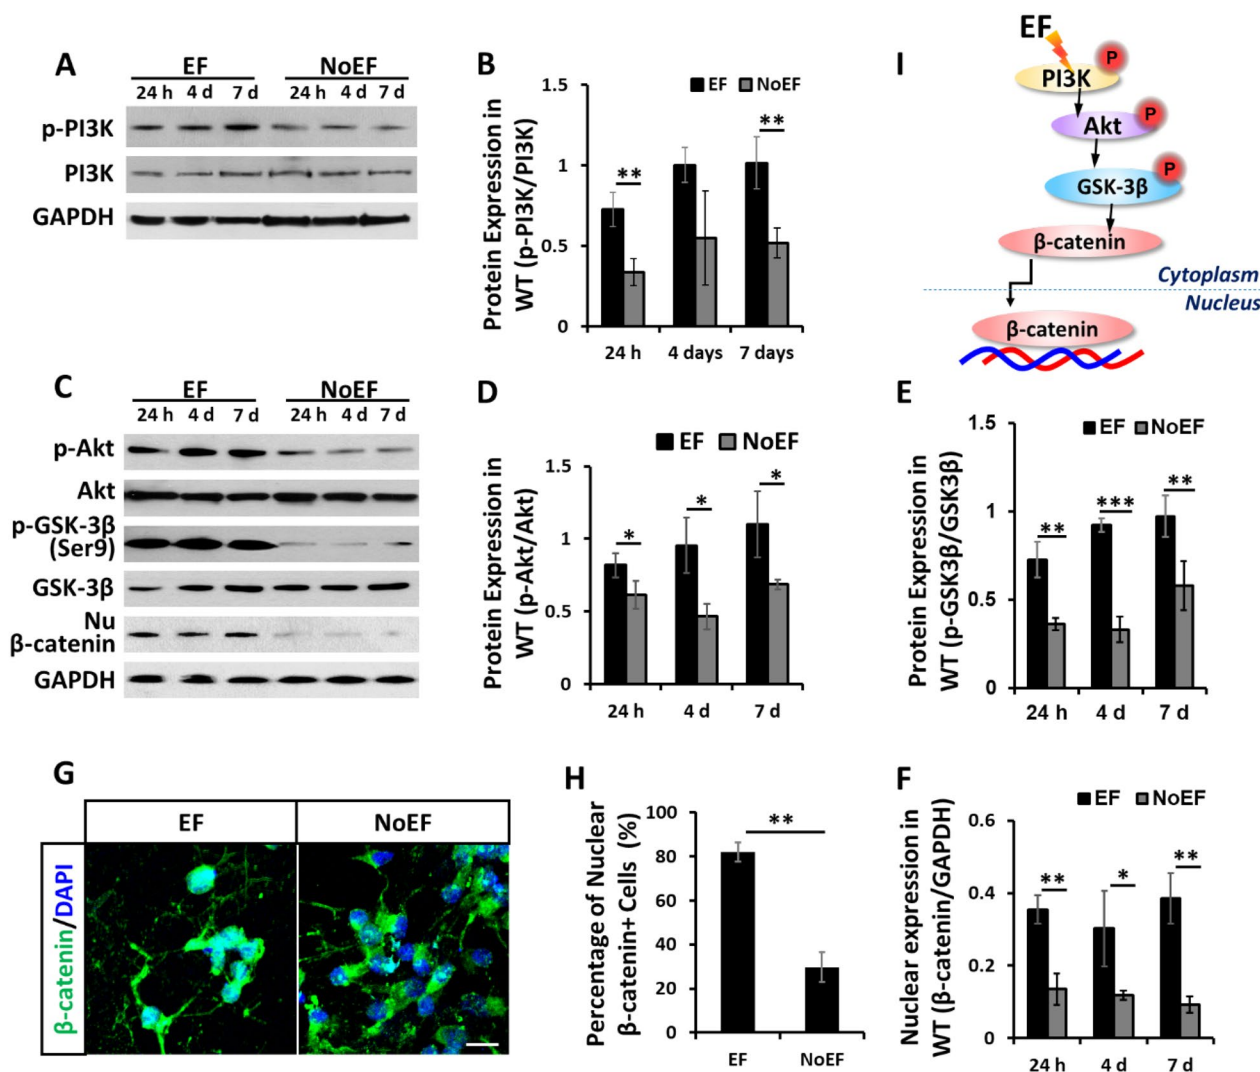 A
EF NoEF
24 h 4 d 7 d 24 h 4 d 7 d
p-PI3K
PI3K
GAPDH
B
EF NoEF
Protein Expression in
WT (p-PI3K/PI3K)
1.5
1
0.5
0
** **
24 h 4 days 7 days
I
EF
P
PI3K
P
Akt
P
GSK-3β
β-catenin
Cytoplasm
Nucleus
β-catenin
C
EF NoEF
24 h 4 d 7 d 24 h 4 d 7 d
p-Akt
Akt
p-GSK-3β
(Ser9)
GSK-3β
Nu
β-catenin
GAPDH
D
EF NoEF
Protein Expression in
WT (p-Akt/Akt)
1.5
1
0.5
0
* * *
24 h 4 d 7 d
E
EF NoEF
Protein Expression in
WT (p-GSK3β/GSK3β)
1.5
1
0.5
0
** *** **
24 h 4 d 7 d
G
EF NoEF
β-catenin/DAPI
H
Percentage of Nuclear
β-catenin+ Cells (%)
100
80
60
40
20
0
**
EF NoEF
F
EF NoEF
Nuclear expression in
WT (β-catenin/GAPDH)
0.6
0.4
0.2
0
** * **
24 h 4 d 7 d